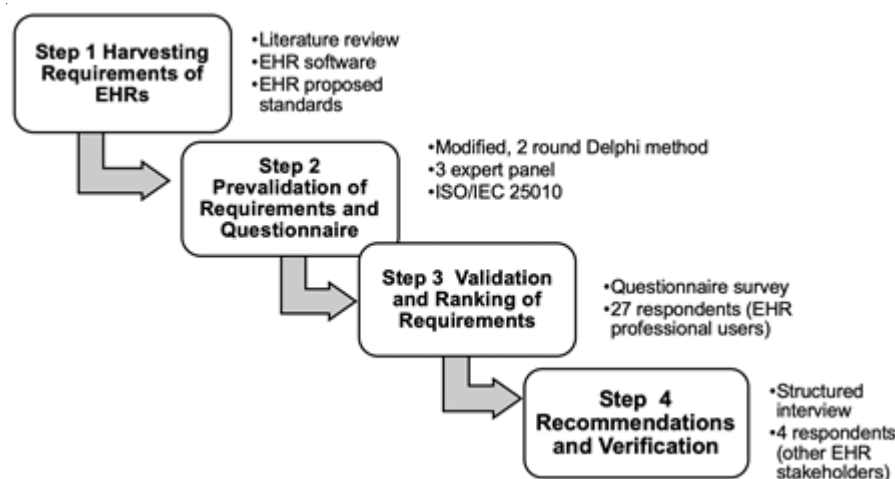 Step 1 Harvesting
Requirements of
EHRs
•Literature review
•EHR software
•EHR proposed
standards
Step 2
Prevalidation of
Requirements and
Questionnaire
•Modified, 2 round Delphi method
•3 expert panel
•ISO/IEC 25010
Step 3 Validation
and Ranking of
Requirements
•Questionnaire survey
•27 respondents (EHR
professional users)
Step 4
Recommendations
and Verification
•Structured
interview
•4 respondents
(other EHR
stakeholders)